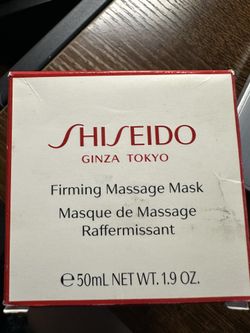 SHISEIDO
GINZA TOKYO
Firming Massage Mask
Masque de Massage
Raffermissant
℮50mL NET WT. 1.9 OZ.